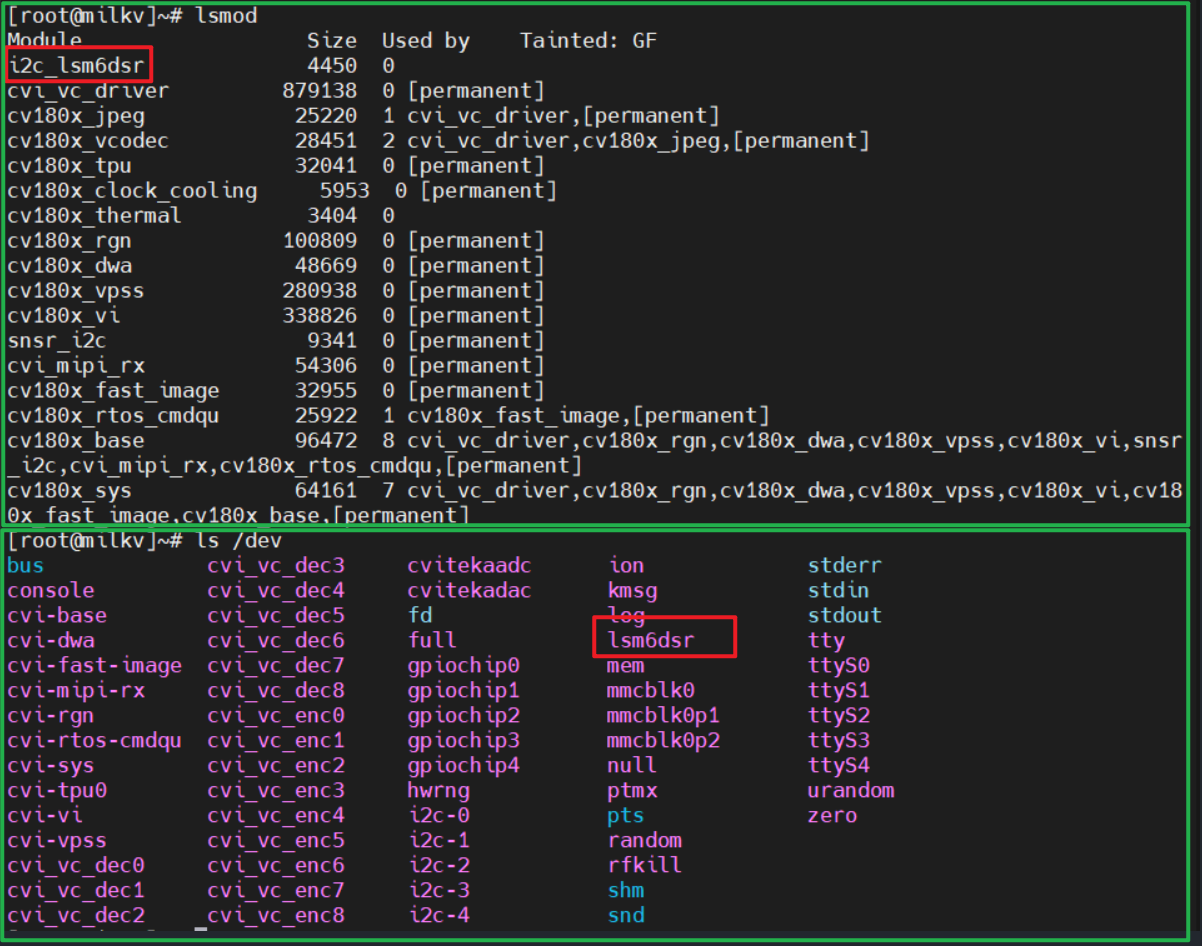 [root@milkv]~# lsmod
Module                  Size  Used by    Tainted: GF
i2c_lsm6dsr             4450  0
cvi_vc_driver         879138  0 [permanent]
cv180x_jpeg            25220  1 cvi_vc_driver,[permanent]
cv180x_vcodec          28451  2 cvi_vc_driver,cv180x_jpeg,[permanent]
cv180x_tpu             32041  0 [permanent]
cv180x_clock_cooling     5953  0 [permanent]
cv180x_thermal          3404  0
cv180x_rgn            100809  0 [permanent]
cv180x_dwa             48669  0 [permanent]
cv180x_vpss           280938  0 [permanent]
cv180x_vi             338826  0 [permanent]
snsr_i2c                9341  0 [permanent]
cvi_mipi_rx            54306  0 [permanent]
cv180x_fast_image      32955  0 [permanent]
cv180x_rtos_cmdqu      25922  1 cv180x_fast_image,[permanent]
cv180x_base            96472  8 cvi_vc_driver,cv180x_rgn,cv180x_dwa,cv180x_vpss,cv180x_vi,snsr
_i2c,cvi_mipi_rx,cv180x_rtos_cmdqu,[permanent]
cv180x_sys             64161  7 cvi_vc_driver,cv180x_rgn,cv180x_dwa,cv180x_vpss,cv180x_vi,cv18
0x_fast_image,cv180x_base,[permanent]
[root@milkv]~# ls /dev
bus             cvi_vc_dec3     cvitekaadc      ion             stderr
console         cvi_vc_dec4     cvitekadac      kmsg            stdin
cvi-base        cvi_vc_dec5     fd              log             stdout
cvi-dwa         cvi_vc_dec6     full            lsm6dsr         tty
cvi-fast-image  cvi_vc_dec7     gpiochip0       mem             ttyS0
cvi-mipi-rx     cvi_vc_dec8     gpiochip1       mmcblk0         ttyS1
cvi-rgn         cvi_vc_enc0     gpiochip2       mmcblk0p1       ttyS2
cvi-rtos-cmdqu  cvi_vc_enc1     gpiochip3       mmcblk0p2       ttyS3
cvi-sys         cvi_vc_enc2     gpiochip4       null            ttyS4
cvi-tpu0        cvi_vc_enc3     hwrng           ptmx            urandom
cvi-vi          cvi_vc_enc4     i2c-0           pts             zero
cvi-vpss        cvi_vc_enc5     i2c-1           random
cvi_vc_dec0     cvi_vc_enc6     i2c-2           rfkill
cvi_vc_dec1     cvi_vc_enc7     i2c-3           shm
cvi_vc_dec2     cvi_vc_enc8     i2c-4           snd